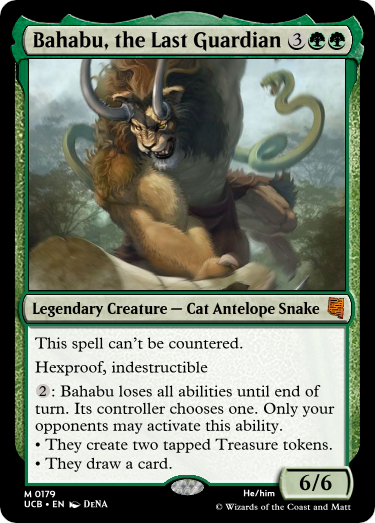 Bahabu, the Last Guardian 3
Legendary Creature — Cat Antelope Snake
This spell can't be countered.
Hexproof, indestructible
2: Bahabu loses all abilities until end of
turn. Its controller chooses one. Only your
opponents may activate this ability.
• They create two tapped Treasure tokens.
• They draw a card.
6/6
M 0179
He/him
UCB • EN DeNA
© Wizards of the Coast and Matt